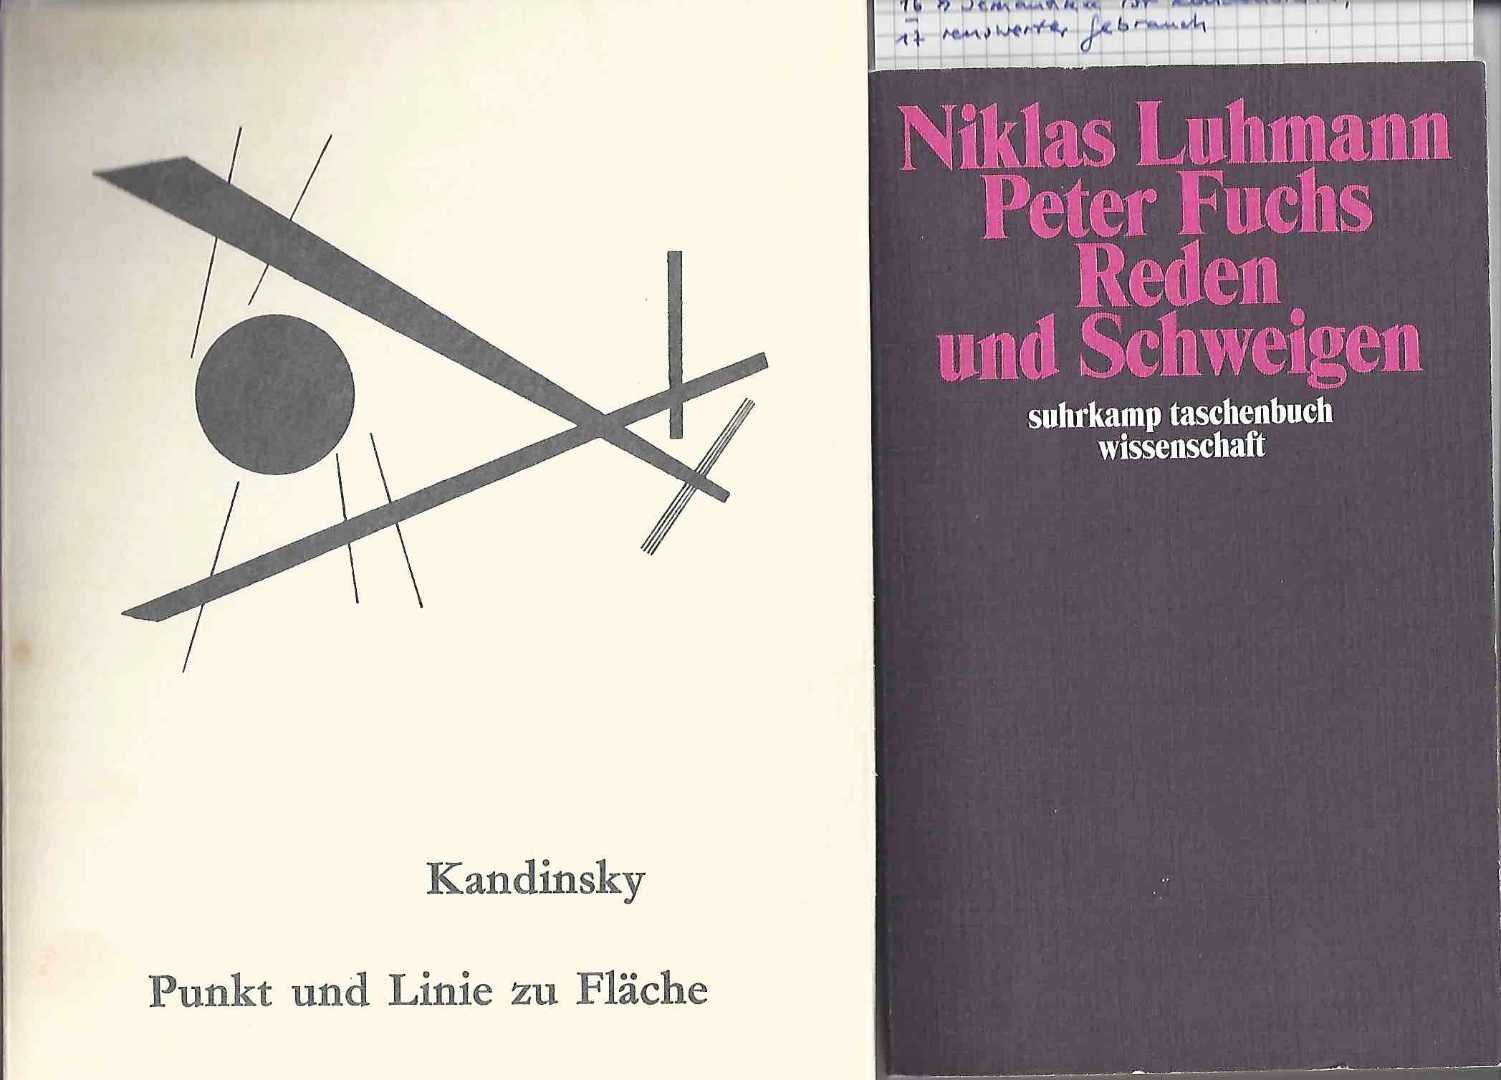 Kandinsky
Punkt und Linie zu Fläche
16
17 renswerter Gebrauch
Niklas Luhmann
Peter Fuchs
Reden
und Schweigen
suhrkamp taschenbuch
wissenschaft